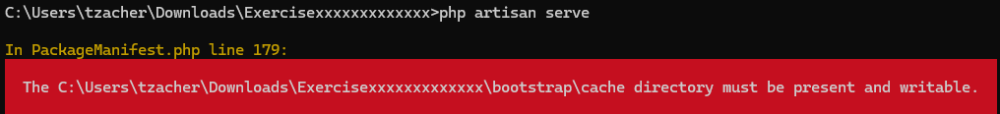 C:\Users\tzacher\Downloads\Exercisexxxxxxxxxxxxx>php artisan serve
In PackageManifest.php line 179:
The C:\Users\tzacher\Downloads\Exercisexxxxxxxxxxxxx\bootstrap\cache directory must be present and writable.